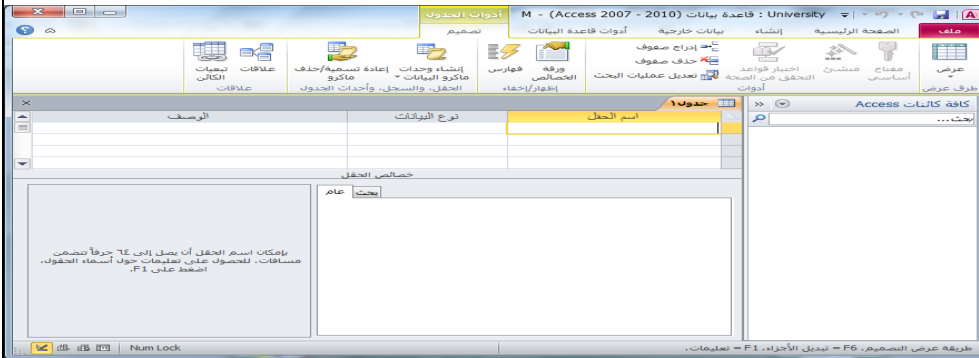 University : قاعدة بيانات (Access 2007 - 2010) - M
أدوات الجدول
ملف
الصفحة الرئيسية
إنشاء
بيانات خارجية
أدوات قاعدة البيانات
تصميم
عرض
طرق عرض
مفتاح أساسي
منشئ
اختبار قواعد التحقق من الصحة
إدراج صفوف
حذف صفوف
تعديل عمليات البحث
أدوات
ورقة الخصائص
فهارس
إظهار/إخفاء
إنشاء وحدات ماكرو البيانات
إعادة تسمية/حذف ماكرو
الحقل، والسجل، وأحداث الجدول
علاقات
تبعيات الكائن
علاقات
كافة كائنات Access
بحث...
جدول١
اسم الحقل
نوع البيانات
الوصف
خصائص الحقل
عام
بحث
بإمكان اسم الحقل أن يصل إلى ٦٤ حرفاً تتضمن
مسافات. للحصول على تعليمات حول أسماء الحقول،
اضغط على F1.
طريقة عرض التصميم. F6 = تبديل الأجزاء. F1 = تعليمات.
Num Lock